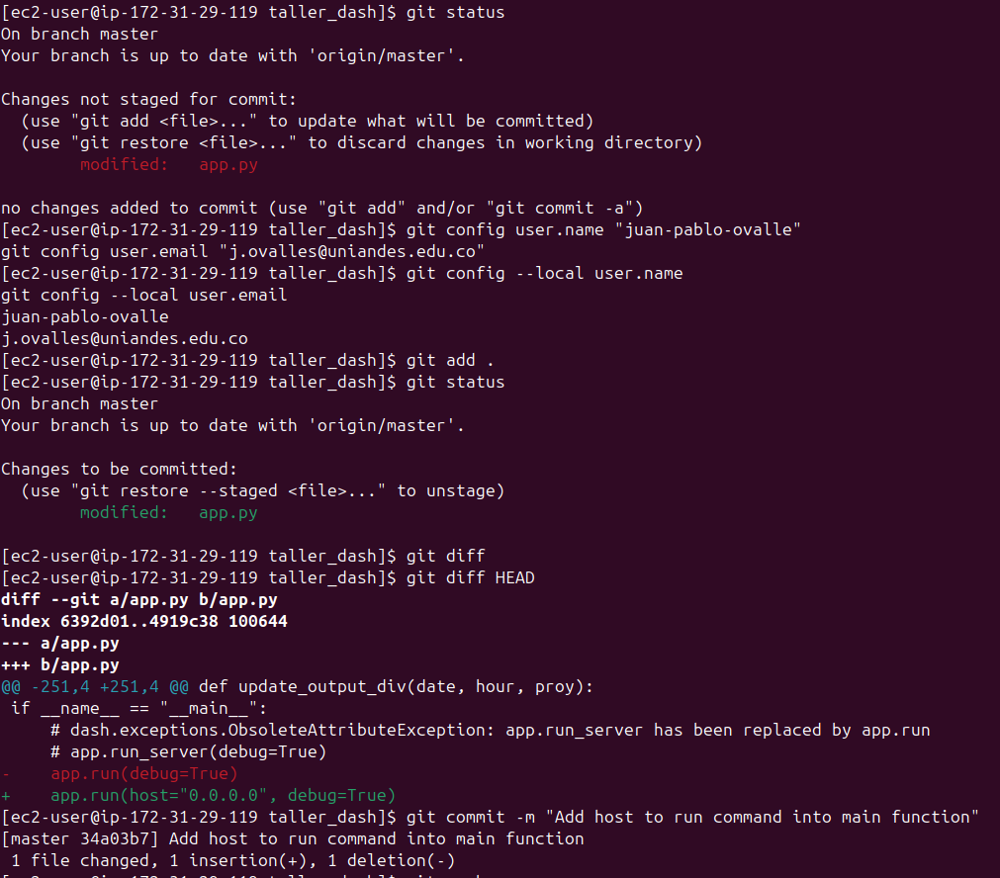 [ec2-user@ip-172-31-29-119 taller_dash]$ git status
On branch master
Your branch is up to date with 'origin/master'.

Changes not staged for commit:
  (use "git add <file>..." to update what will be committed)
  (use "git restore <file>..." to discard changes in working directory)
        modified:   app.py

no changes added to commit (use "git add" and/or "git commit -a")
[ec2-user@ip-172-31-29-119 taller_dash]$ git config user.name "juan-pablo-ovalle"
git config user.email "j.ovalles@uniandes.edu.co"
[ec2-user@ip-172-31-29-119 taller_dash]$ git config --local user.name
git config --local user.email
juan-pablo-ovalle
j.ovalles@uniandes.edu.co
[ec2-user@ip-172-31-29-119 taller_dash]$ git add .
[ec2-user@ip-172-31-29-119 taller_dash]$ git status
On branch master
Your branch is up to date with 'origin/master'.

Changes to be committed:
  (use "git restore --staged <file>..." to unstage)
        modified:   app.py

[ec2-user@ip-172-31-29-119 taller_dash]$ git diff
[ec2-user@ip-172-31-29-119 taller_dash]$ git diff HEAD
diff --git a/app.py b/app.py
index 6392d01..4919c38 100644
--- a/app.py
+++ b/app.py
@@ -251,4 +251,4 @@ def update_output_div(date, hour, proy):
 if __name__ == "__main__":
     # dash.exceptions.ObsoleteAttributeException: app.run_server has been replaced by app.run
     # app.run_server(debug=True)
-    app.run(debug=True)
+    app.run(host="0.0.0.0", debug=True)
[ec2-user@ip-172-31-29-119 taller_dash]$ git commit -m "Add host to run command into main function"
[master 34a03b7] Add host to run command into main function
 1 file changed, 1 insertion(+), 1 deletion(-)